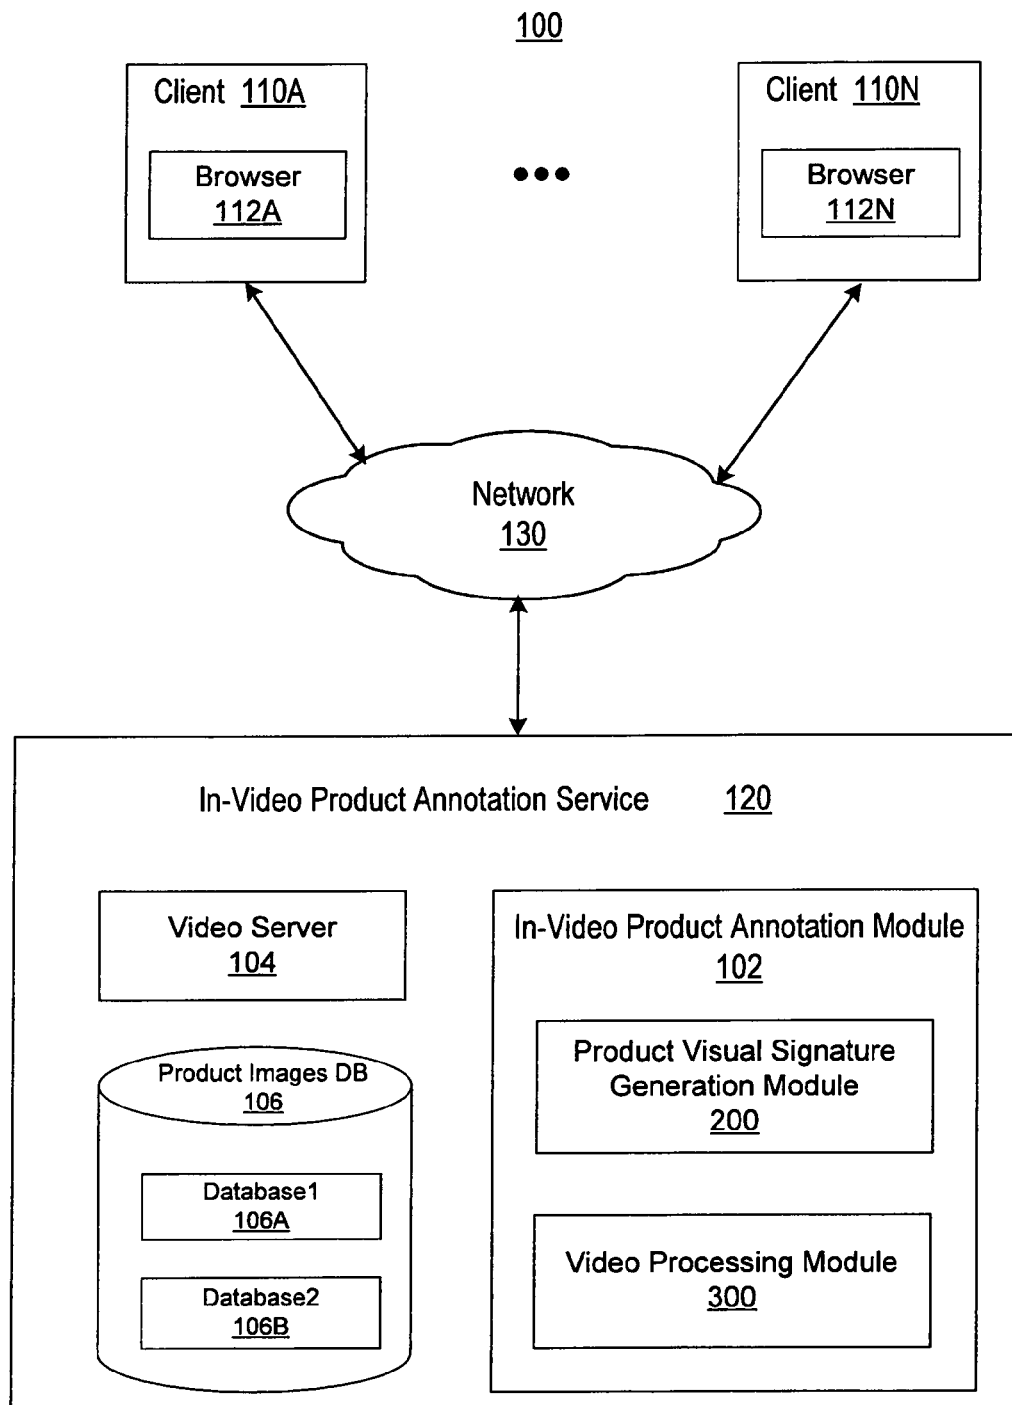 100
Client 110A
Browser
112A
Client 110N
Browser
112N
Network
130
In-Video Product Annotation Service 120
Video Server
104
Product Images DB
106
Database1
106A
Database2
106B
In-Video Product Annotation Module
102
Product Visual Signature
Generation Module
200
Video Processing Module
300